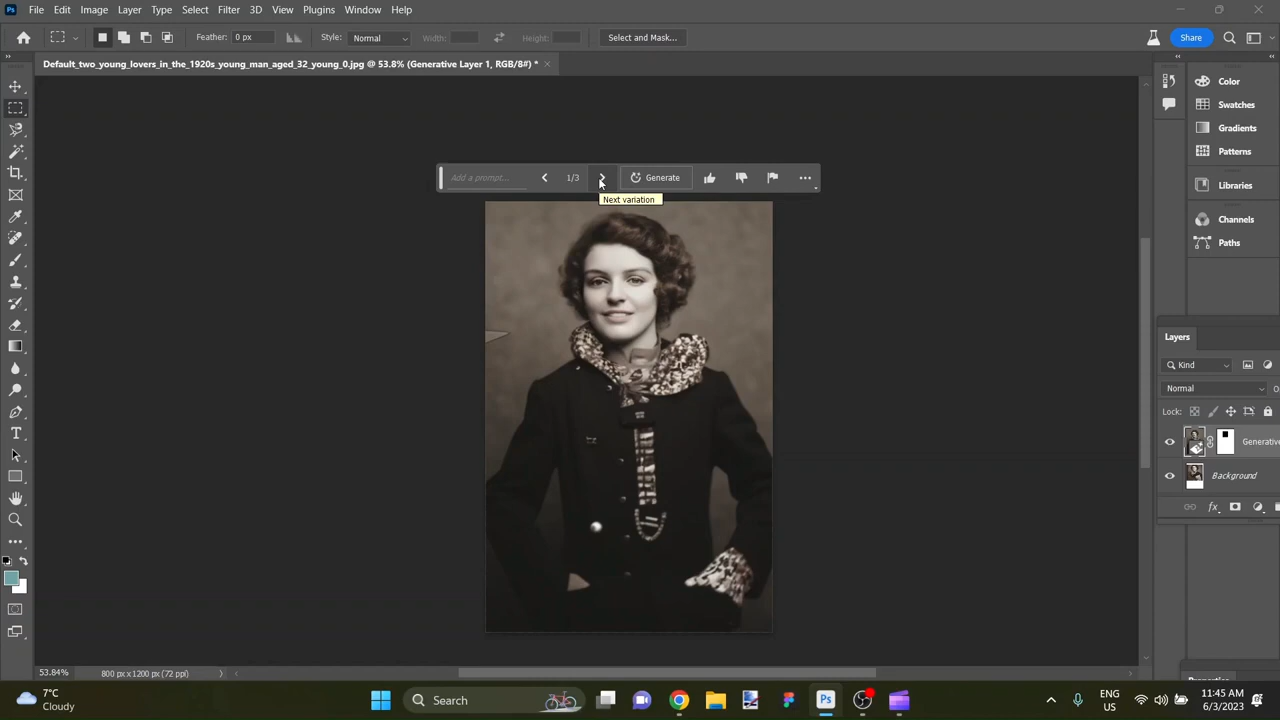 Ps File Edit Image Layer Type Select Filter 3D View Plugins Window Help
Feather: 0 px Style: Normal Width: Height: Select and Mask... Share
Default_two_young_lovers_in_the_1920s_young_man_aged_32_young_0.jpg @ 53.8% (Generative Layer 1, RGB/8#) *
Color
Swatches
Gradients
Patterns
Libraries
Channels
Paths
Add a prompt... 1/3 Generate
Next variation
Layers
Kind
Normal O
Lock:
Generative
Background
fx
T
53.84% 800 px x 1200 px (72 ppi)
7°C
Cloudy
Search
Ps
ENG
US
11:45 AM
6/3/2023